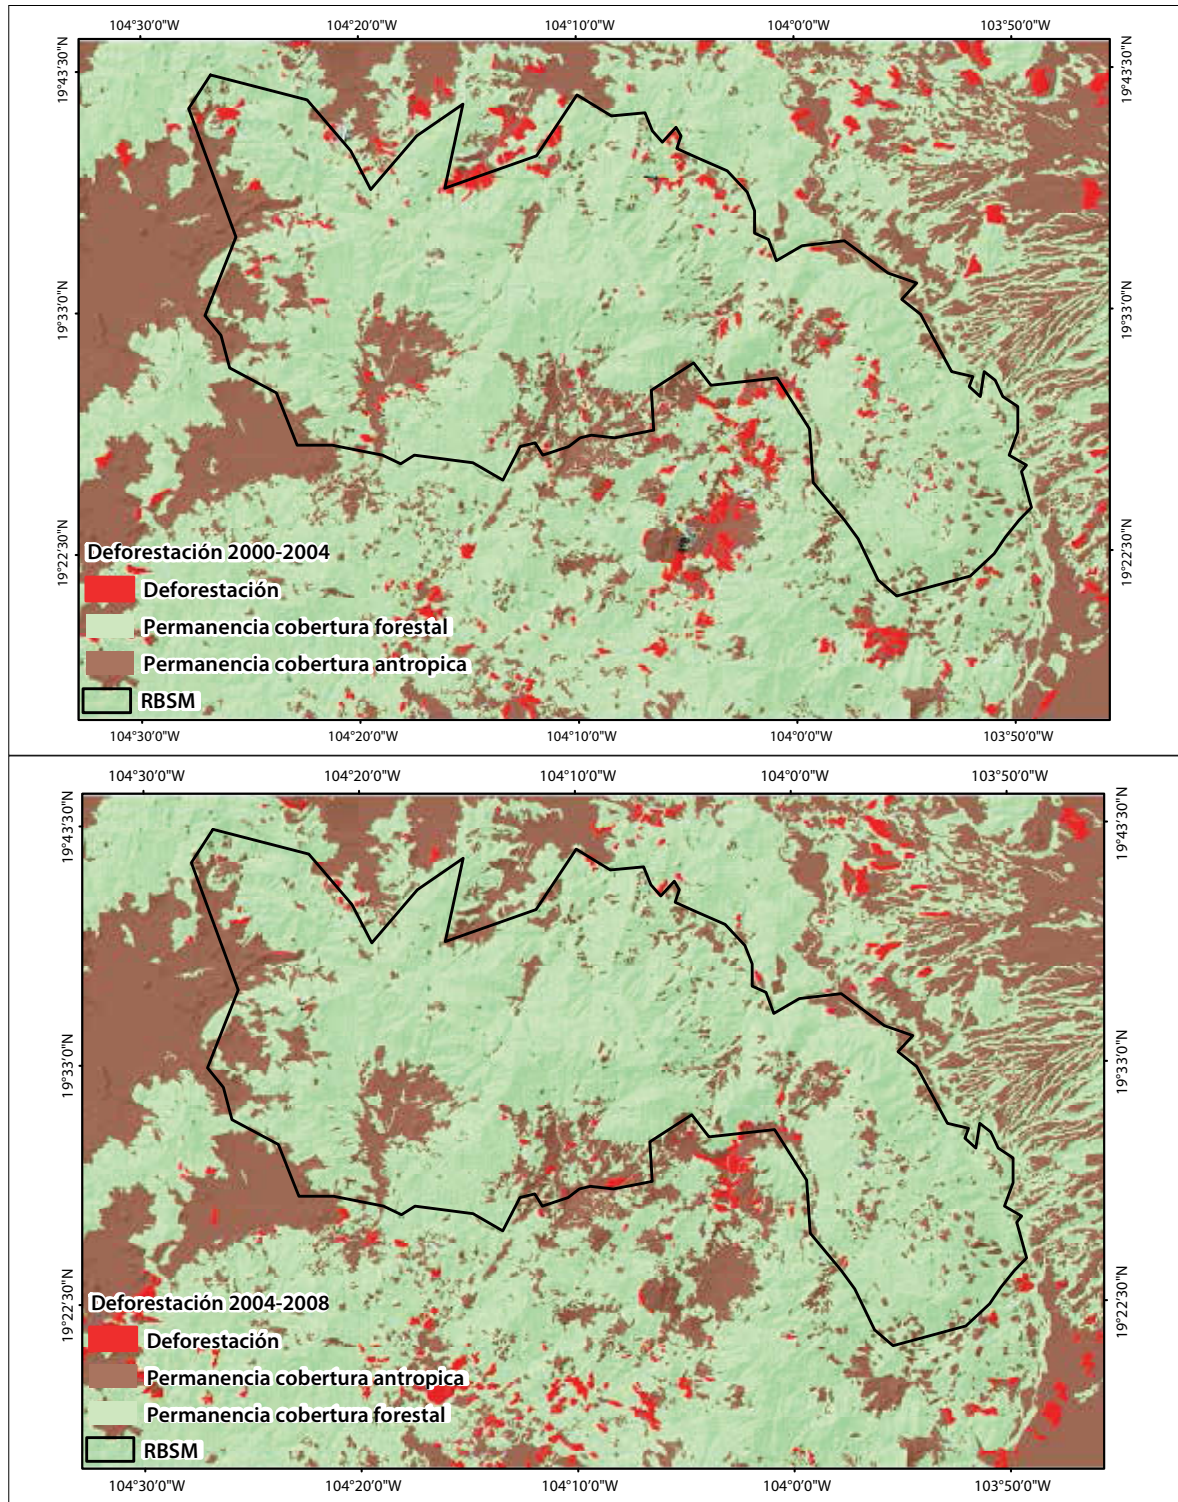 104°30'0"W 104°20'0"W 104°10'0"W 104°0'0"W 103°50'0"W
19°43'30"N
19°43'30"N
19°33'0"N
19°33'0"N
19°22'30"N
19°22'30"N
Deforestación 2000-2004
Deforestación
Permanencia cobertura forestal
Permanencia cobertura antropica
RBSM
104°30'0"W 104°20'0"W 104°10'0"W 104°0'0"W 103°50'0"W
104°30'0"W 104°20'0"W 104°10'0"W 104°0'0"W 103°50'0"W
19°43'30"N
19°43'30"N
19°33'0"N
19°33'0"N
19°22'30"N
19°22'30"N
Deforestación 2004-2008
Deforestación
Permanencia cobertura antropica
Permanencia cobertura forestal
RBSM
104°30'0"W 104°20'0"W 104°10'0"W 104°0'0"W 103°50'0"W